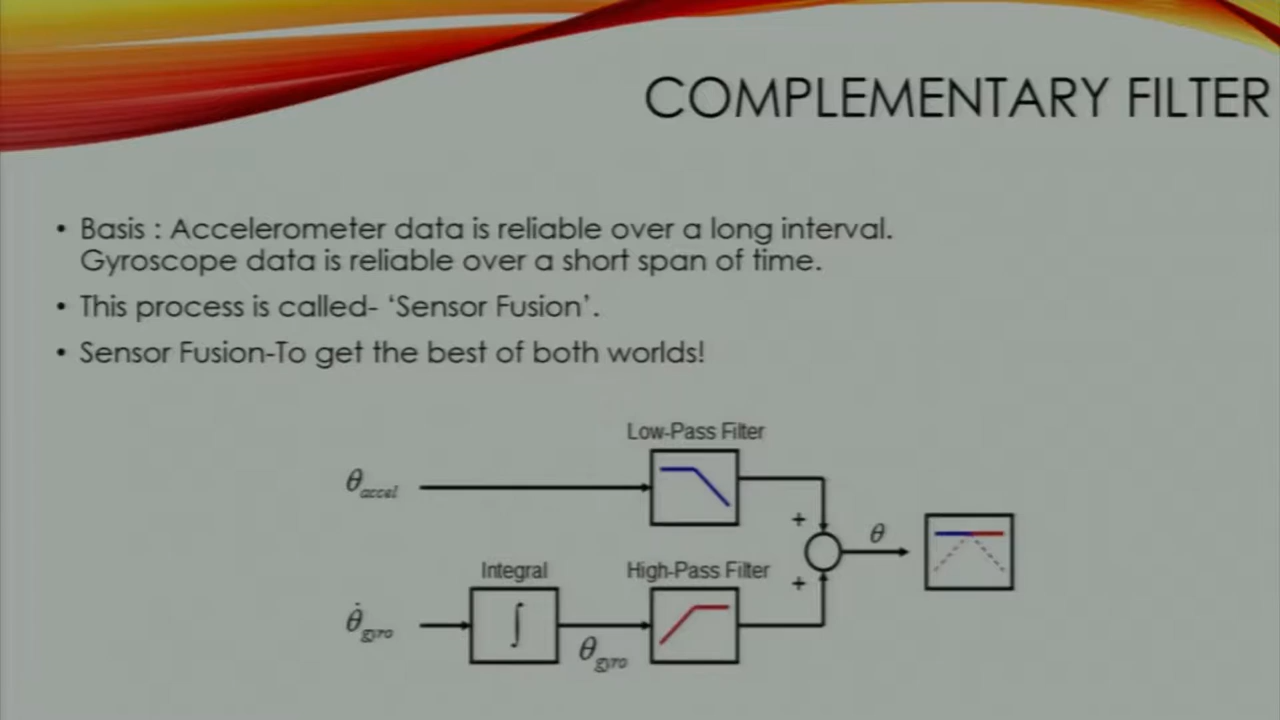 COMPLEMENTARY FILTER
• Basis : Accelerometer data is reliable over a long interval.
Gyroscope data is reliable over a short span of time.
• This process is called- ‘Sensor Fusion’.
• Sensor Fusion-To get the best of both worlds!
Low-Pass Filter
θaccel
+
θ
Integral
High-Pass Filter
+
θ̇gyro
∫
θgyro